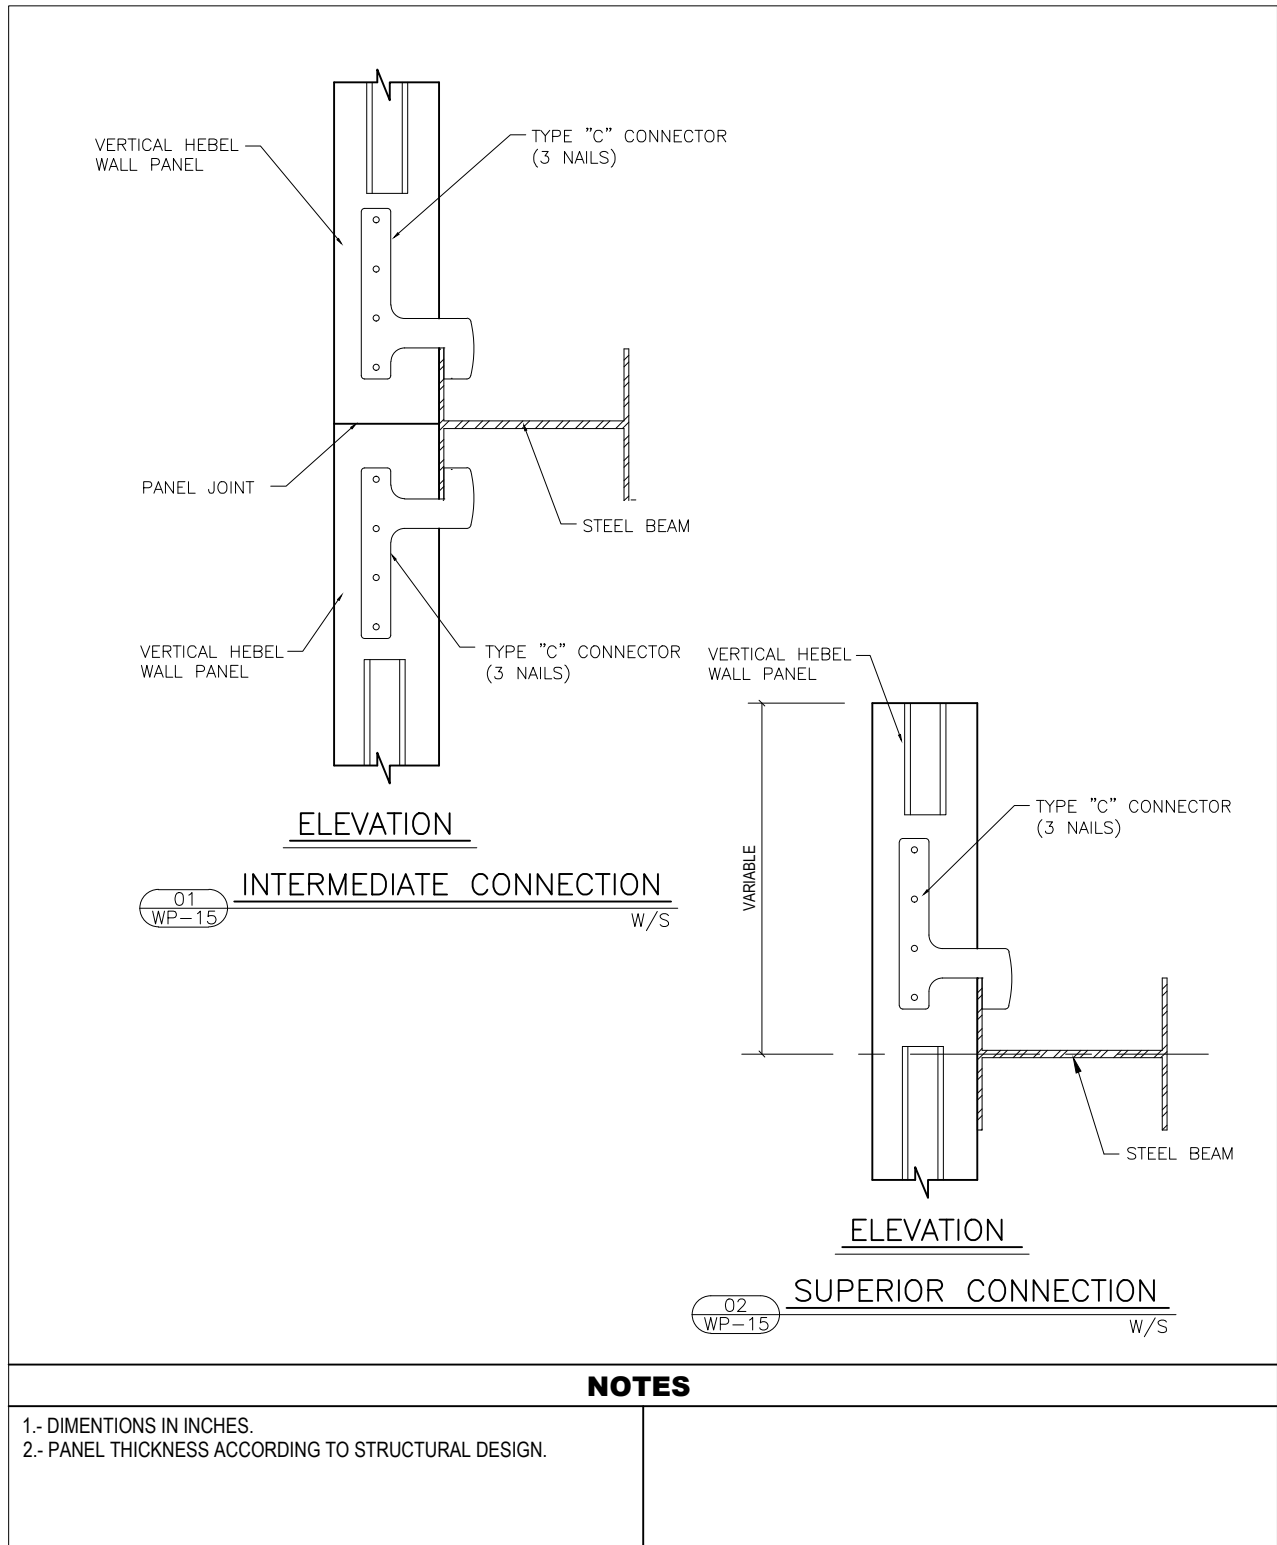 VERTICAL HEBEL
WALL PANEL
TYPE "C" CONNECTOR
(3 NAILS)
PANEL JOINT
STEEL BEAM
VERTICAL HEBEL
WALL PANEL
TYPE "C" CONNECTOR
(3 NAILS)
ELEVATION
INTERMEDIATE CONNECTION
01
WP-15
W/S
VERTICAL HEBEL
WALL PANEL
TYPE "C" CONNECTOR
(3 NAILS)
VARIABLE
STEEL BEAM
ELEVATION
SUPERIOR CONNECTION
02
WP-15
W/S
NOTES
1.- DIMENTIONS IN INCHES.
2.- PANEL THICKNESS ACCORDING TO STRUCTURAL DESIGN.